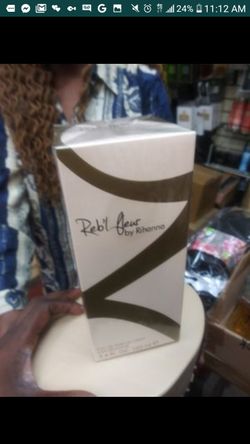 24% 11:12 AM
Reb'l fleur
by Rihanna